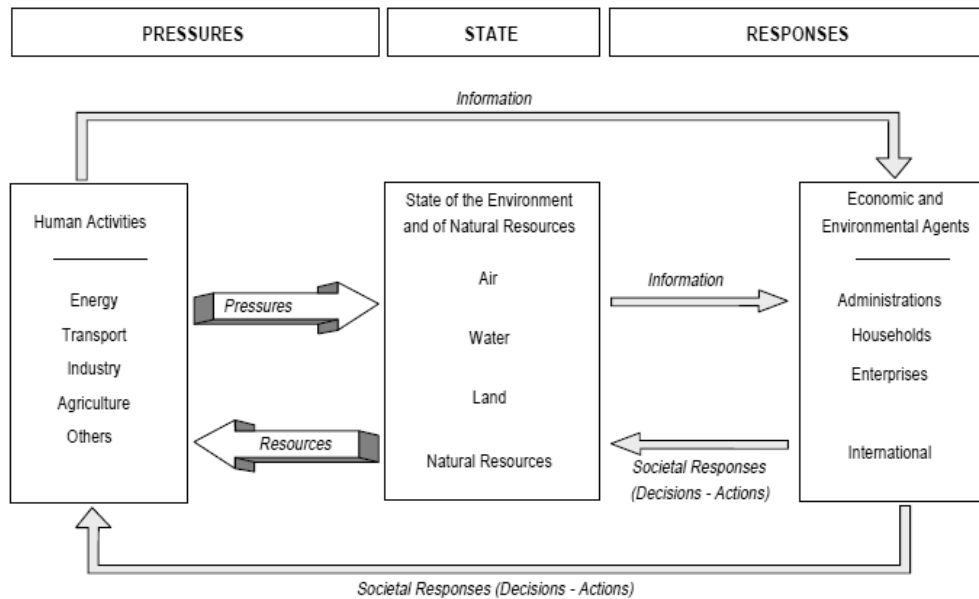 PRESSURES
STATE
RESPONSES
Information
Human Activities
Energy
Transport
Industry
Agriculture
Others
Pressures
Resources
State of the Environment
and of Natural Resources
Air
Water
Land
Natural Resources
Information
Societal Responses
(Decisions - Actions)
Economic and
Environmental Agents
Administrations
Households
Enterprises
International
Societal Responses (Decisions - Actions)